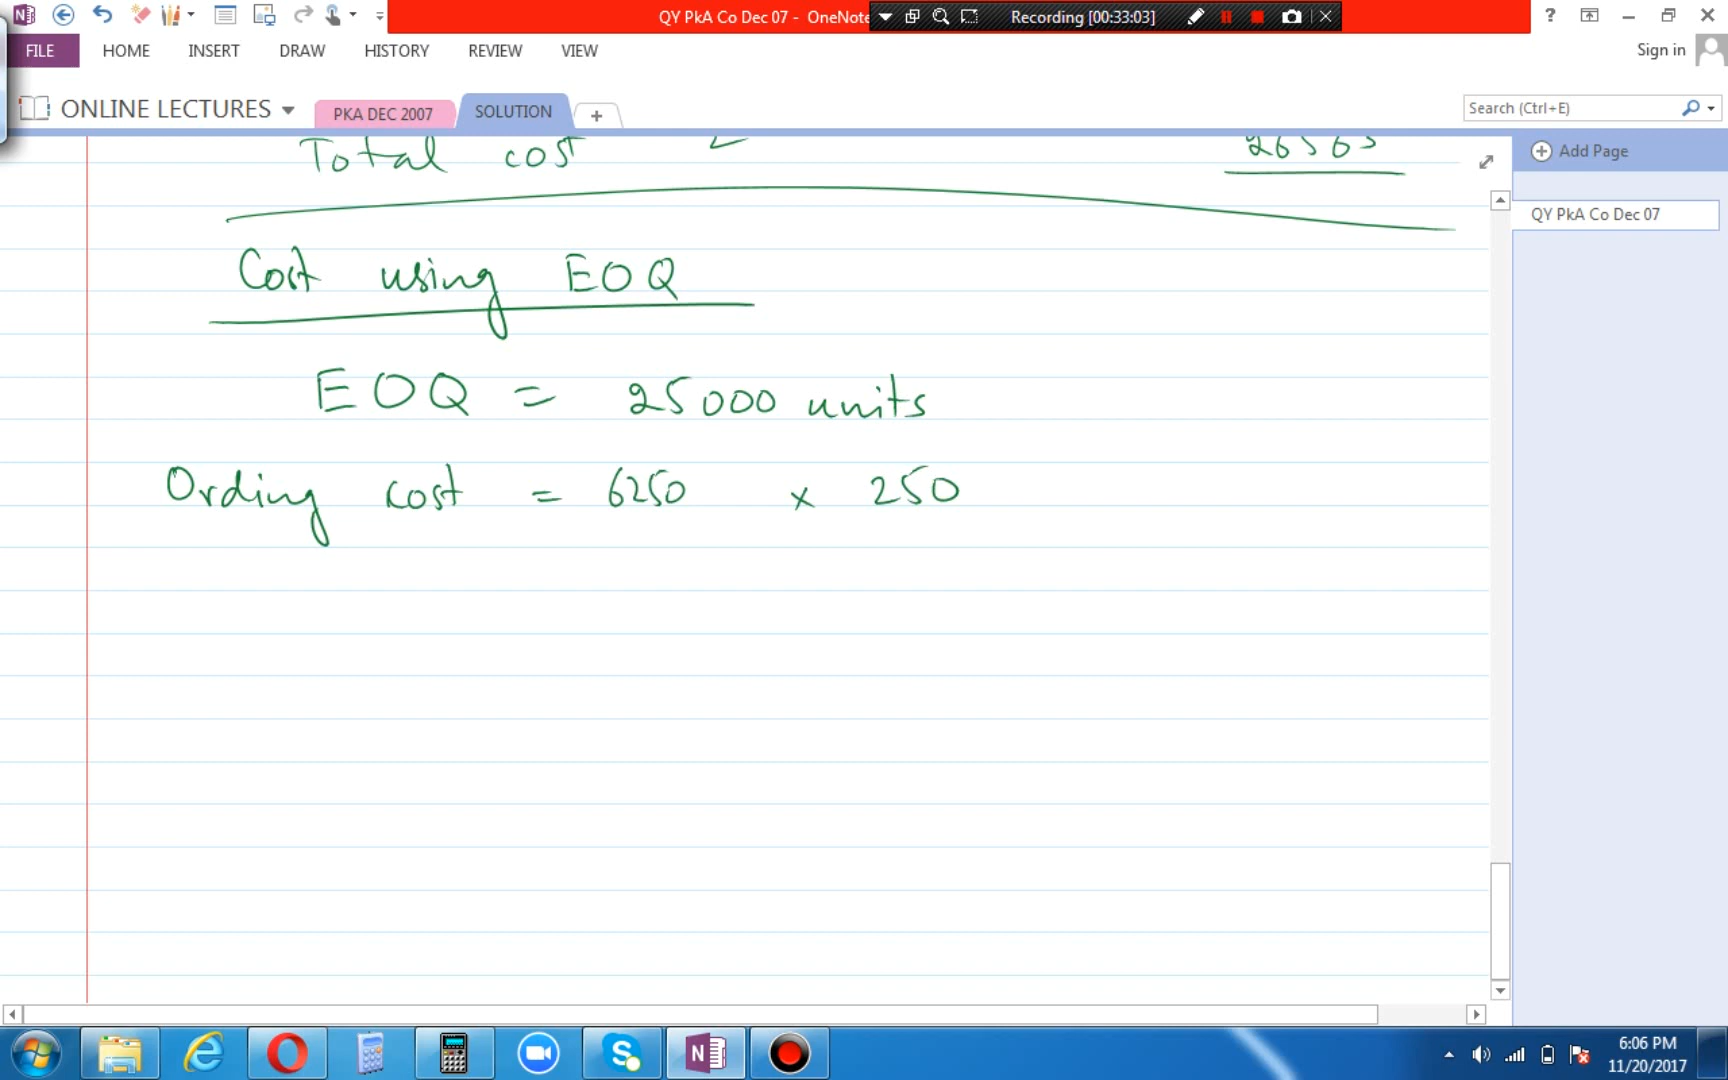 QY PkA Co Dec 07 - OneNote
Recording [00:33:03]
?
FILE HOME INSERT DRAW HISTORY REVIEW VIEW
Sign in
ONLINE LECTURES
PKA DEC 2007
SOLUTION
+
Search (Ctrl+E)
Add Page
QY PkA Co Dec 07
Total cost 26563
Cost using EOQ
EOQ = 25000 units
Ording cost = 6250 x 250
6:06 PM
11/20/2017